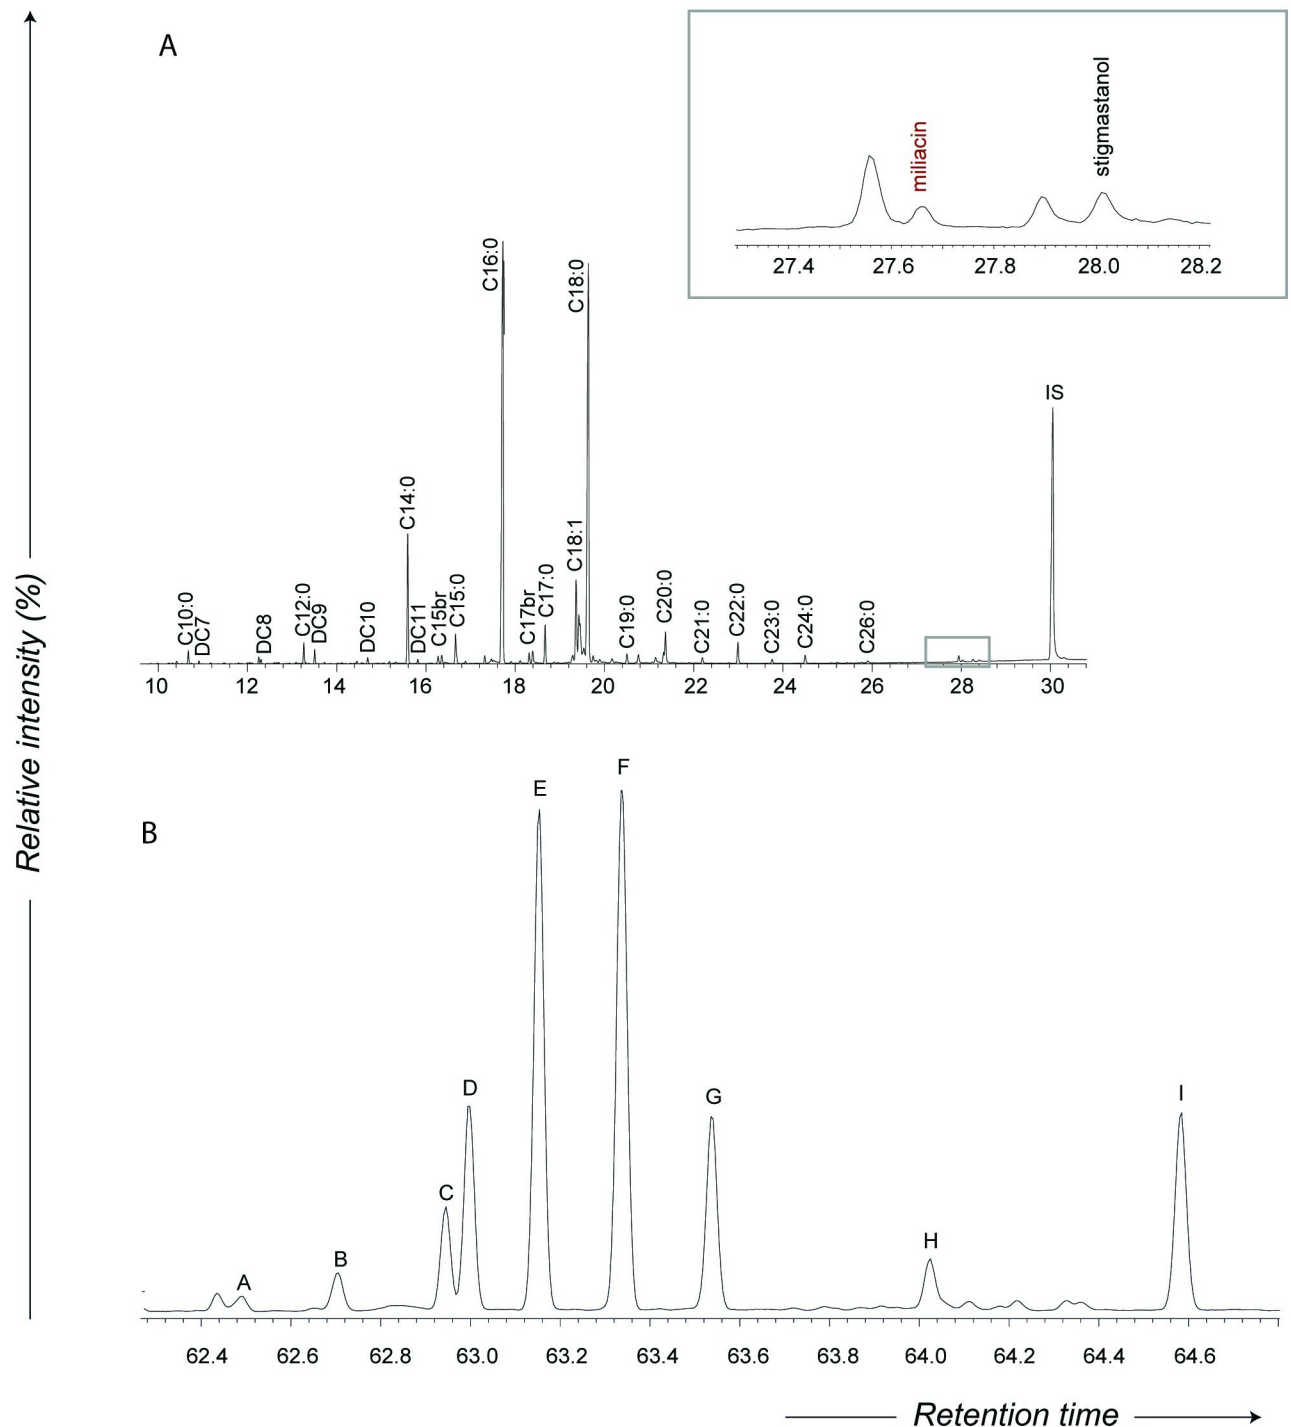 A
miliacin
stigmastanol
27.4 27.6 27.8 28.0 28.2
C10:0
DC7
DC8
C12:0
DC9
DC10
C14:0
DC11
C15br
C15:0
C16:0
C17br
C17:0
C18:1
C18:0
C19:0
C20:0
C21:0
C22:0
C23:0
C24:0
C26:0
IS
10 12 14 16 18 20 22 24 26 28 30
Relative intensity (%)
B
A
B
C
D
E
F
G
H
I
62.4 62.6 62.8 63.0 63.2 63.4 63.6 63.8 64.0 64.2 64.4 64.6
Retention time